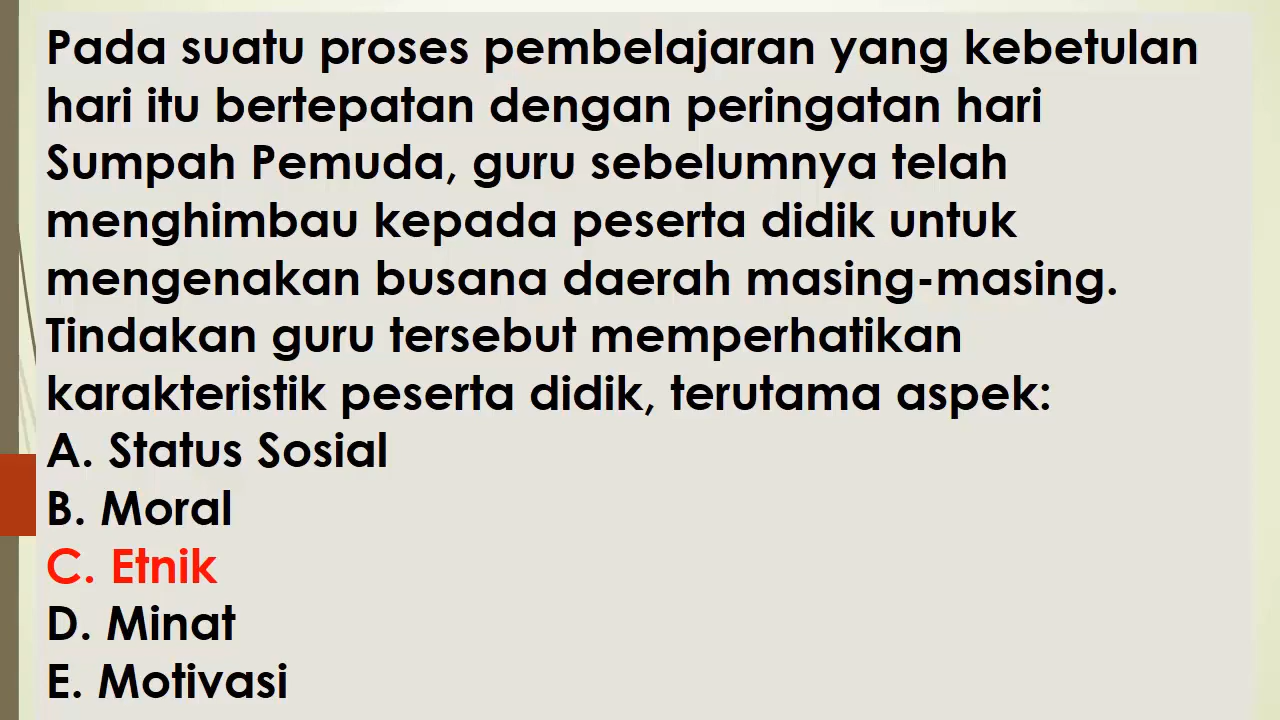 Pada suatu proses pembelajaran yang kebetulan
hari itu bertepatan dengan peringatan hari
Sumpah Pemuda, guru sebelumnya telah
menghimbau kepada peserta didik untuk
mengenakan busana daerah masing-masing.
Tindakan guru tersebut memperhatikan
karakteristik peserta didik, terutama aspek:
A. Status Sosial
B. Moral
C. Etnik
D. Minat
E. Motivasi